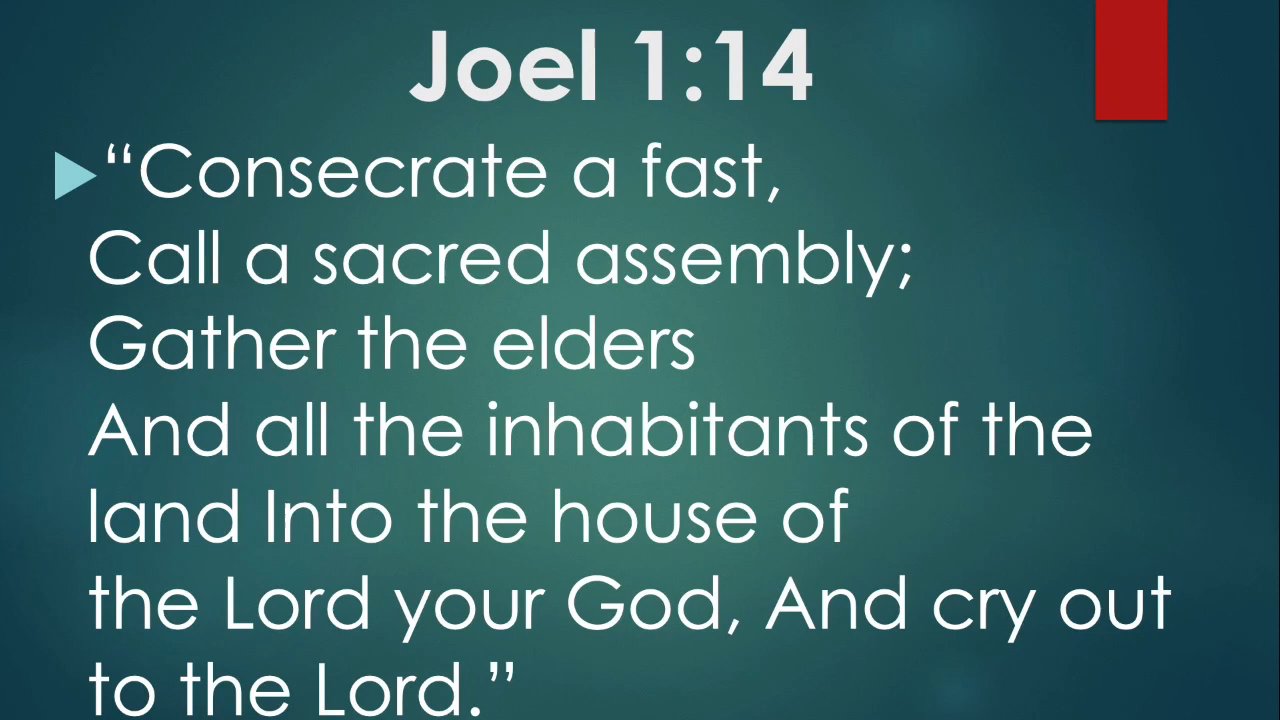 Joel 1:14
“Consecrate a fast,
Call a sacred assembly;
Gather the elders
And all the inhabitants of the
land Into the house of
the Lord your God, And cry out
to the Lord.”